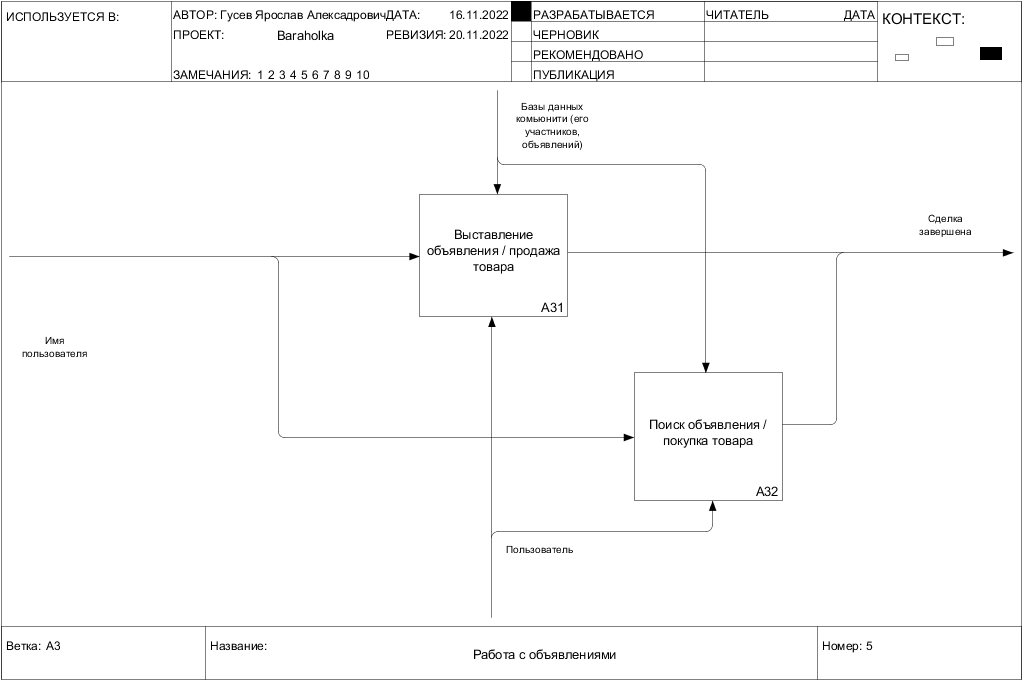 ИСПОЛЬЗУЕТСЯ В:
АВТОР: Гусев Ярослав Алексадрович ДАТА: 16.11.2022
ПРОЕКТ: Baraholka РЕВИЗИЯ: 20.11.2022
ЗАМЕЧАНИЯ: 1 2 3 4 5 6 7 8 9 10
РАЗРАБАТЫВАЕТСЯ
ЧЕРНОВИК
РЕКОМЕНДОВАНО
ПУБЛИКАЦИЯ
ЧИТАТЕЛЬ ДАТА
КОНТЕКСТ:
Базы данных
комьюнити (его
участников,
объявлений)
Выставление
объявления / продажа
товара
A31
Сделка
завершена
Имя
пользователя
Поиск объявления /
покупка товара
A32
Пользователь
Ветка: A3
Название:
Работа с объявлениями
Номер: 5